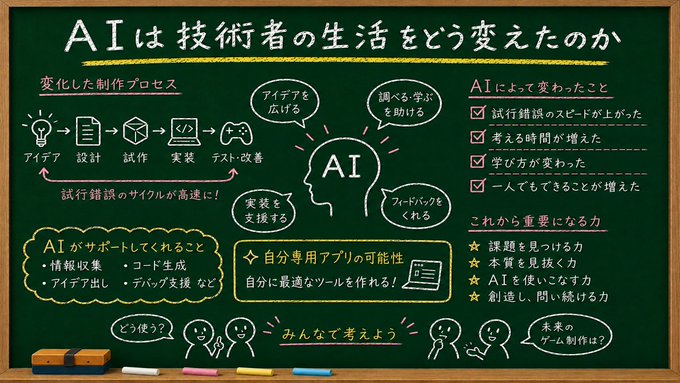 AIは技術者の生活をどう変えたのか
変化した制作プロセス
アイデア
設計
試作
実装
テスト・改善
試行錯誤のサイクルが高速に!
アイデアを
広げる
調べる・学ぶ
を助ける
AI
実装を
支援する
フィードバックを
くれる
AIによって変わったこと
試行錯誤のスピードが上がった
考える時間が増えた
学び方が変わった
一人でもできることが増えた
AIがサポートしてくれること
・情報収集
・コード生成
・アイデア出し
・デバッグ支援 など
自分専用アプリの可能性
自分に最適なツールを作れる!
これから重要になる力
課題を見つける力
本質を見抜く力
AIを使いこなす力
創造し、問い続ける力
どう使う?
みんなで考えよう
未来の
ゲーム制作は?